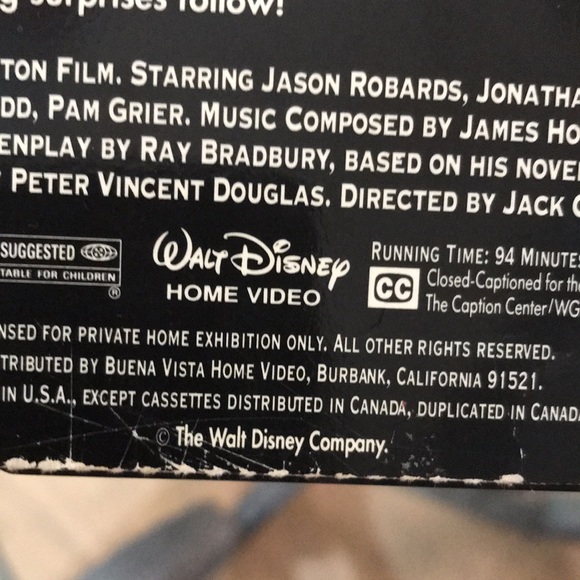 g surprises follow!
TON FILM. STARRING JASON ROBARDS, JONATHA
DD, PAM GRIER. MUSIC COMPOSED BY JAMES HO
ENPLAY BY RAY BRADBURY, BASED ON HIS NOVE
PETER VINCENT DOUGLAS. DIRECTED BY JACK C
SUGGESTED
TABLE FOR CHILDREN
®
WALT DISNEY
HOME VIDEO
RUNNING TIME: 94 MINUTES
CC Closed-Captioned for the
The Caption Center/WG
NSED FOR PRIVATE HOME EXHIBITION ONLY. ALL OTHER RIGHTS RESERVED.
TRIBUTED BY BUENA VISTA HOME VIDEO, BURBANK, CALIFORNIA 91521.
IN U.S.A., EXCEPT CASSETTES DISTRIBUTED IN CANADA, DUPLICATED IN CANAD
© The Walt Disney Company.